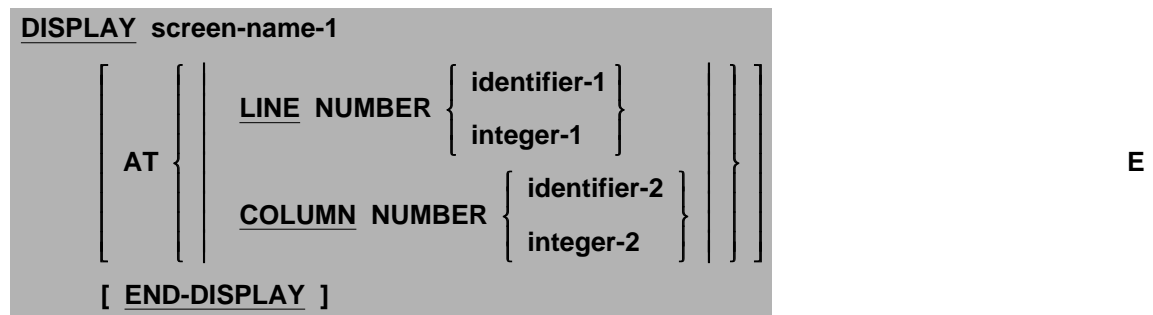 DISPLAY screen-name-1
identifier-1
LINE NUMBER
integer-1
AT
E
identifier-2
COLUMN NUMBER
integer-2
[ END-DISPLAY ]